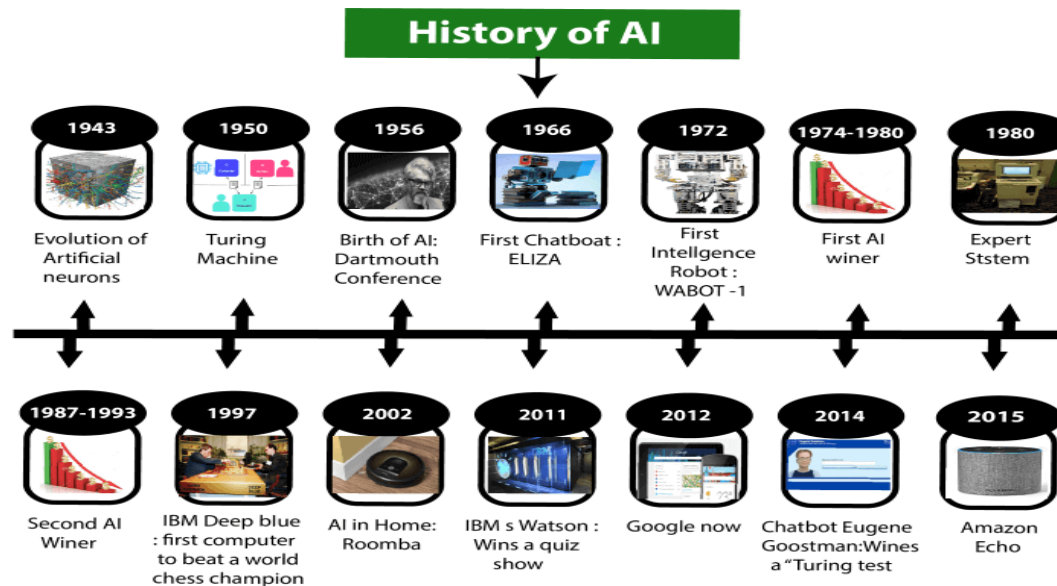 History of AI
1943
1950
1956
1966
1972
1974-1980
1980
Evolution of
Artificial
neurons
Turing
Machine
Birth of AI:
Dartmouth
Conference
First Chatboat :
ELIZA
First
Intellgence
Robot :
WABOT -1
First AI
winer
Expert
Ststem
1987-1993
1997
2002
2011
2012
2014
2015
IBM
Second AI
Winer
IBM Deep blue
: first computer
to beat a world
chess champion
AI in Home:
Roomba
IBM s Watson :
Wins a quiz
show
Google now
Chatbot Eugene
Goostman:Wines
a “Turing test
Amazon
Echo